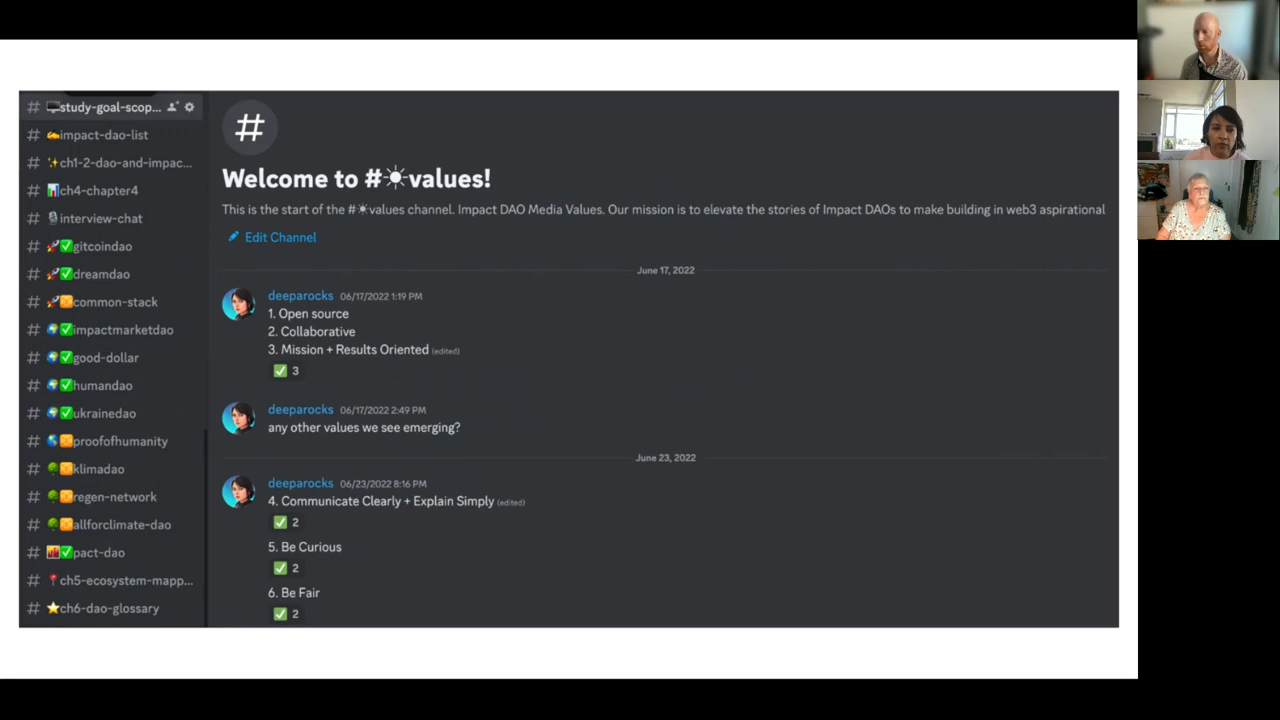 # 🖥study-goal-scop...
# ✍impact-dao-list
# ✨ch1-2-dao-and-impac...
# 📊ch4-chapter4
# 🎙interview-chat
# 🚀✅gitcoindao
# 🚀✅dreamdao
# 🚀common-stack
# 🌍✅impactmarketdao
# 🌍✅good-dollar
# 🌍✅humandao
# 🌍✅ukrainedao
# 🌎proofofhumanity
# 🌳klimadao
# 🌳regen-network
# 🌳allforclimate-dao
# ✅pact-dao
# 📍ch5-ecosystem-mapp...
# ⭐ch6-dao-glossary
#
Welcome to #☀values!
This is the start of the #☀values channel. Impact DAO Media Values. Our mission is to elevate the stories of Impact DAOs to make building in web3 aspirational
Edit Channel
June 17, 2022
deeparocks 06/17/2022 1:19 PM
1. Open source
2. Collaborative
3. Mission + Results Oriented (edited)
✅ 3
deeparocks 06/17/2022 2:49 PM
any other values we see emerging?
June 23, 2022
deeparocks 06/23/2022 8:16 PM
4. Communicate Clearly + Explain Simply (edited)
✅ 2
5. Be Curious
✅ 2
6. Be Fair
✅ 2